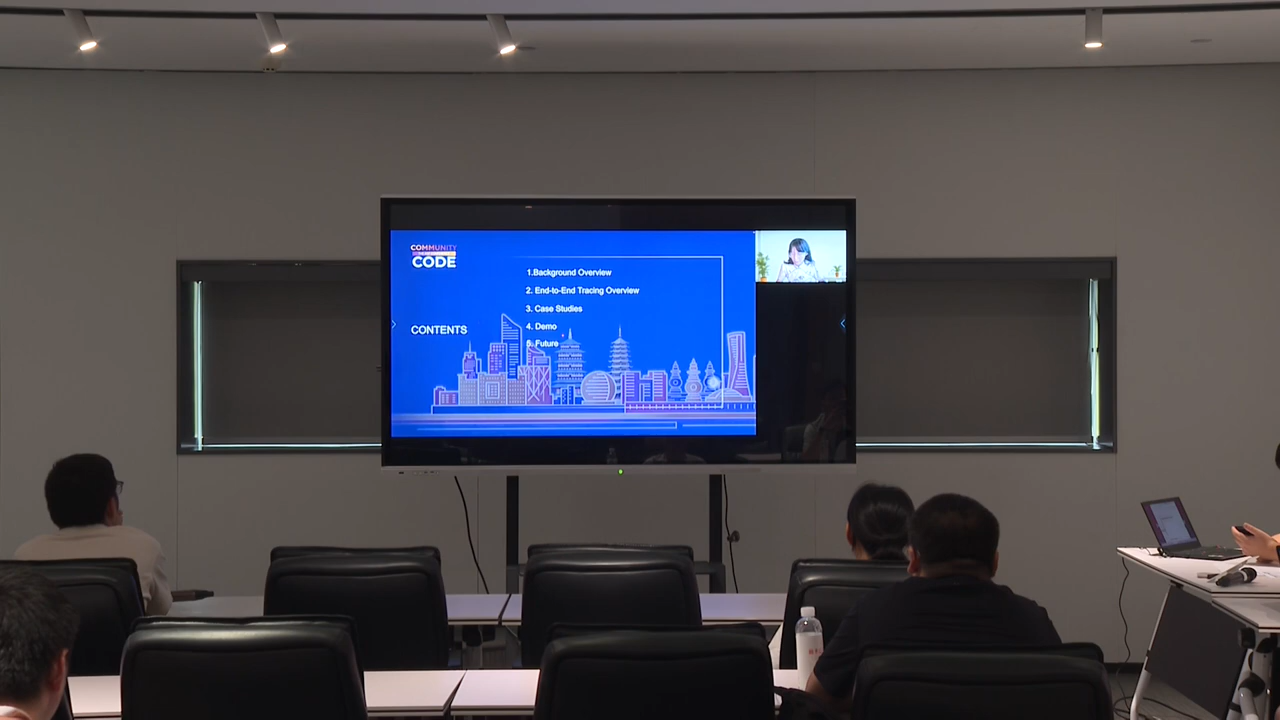 COMMUNITY
CODE
CONTENTS
1.Background Overview
2. End-to-End Tracing Overview
3. Case Studies
4. Demo
5. Future